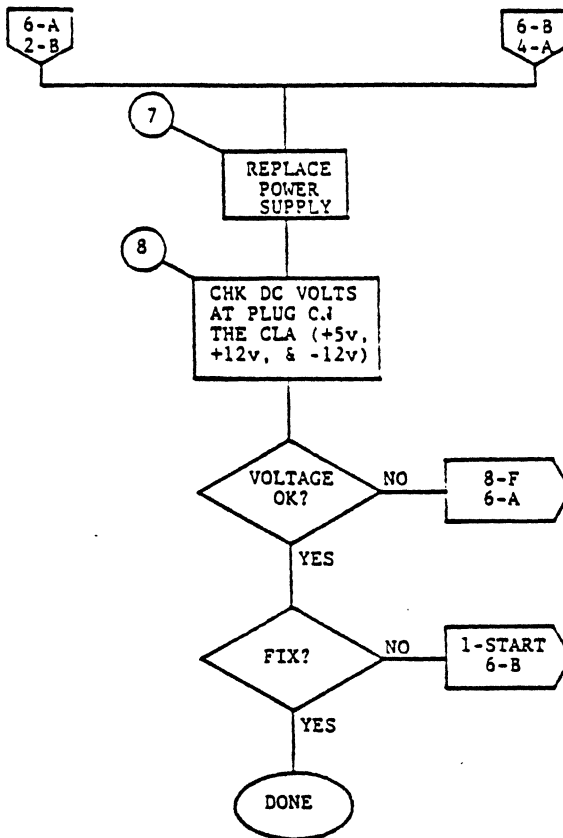 6-A
2-B
6-B
4-A
7
REPLACE
POWER
SUPPLY
8
CHK DC VOLTS
AT PLUG CJ
THE CLA (+5v,
+12v, & -12v)
VOLTAGE
OK?
NO
8-F
6-A
YES
FIX?
NO
1-START
6-B
YES
DONE